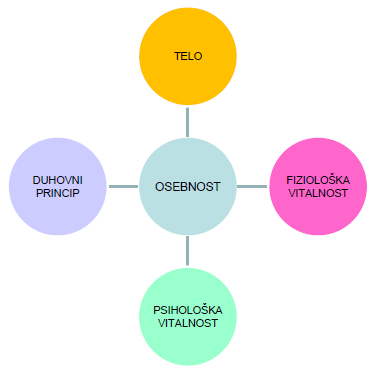 TELO
DUHOVNI
PRINCIP
OSEBNOST
FIZIOLOŠKA
VITALNOST
PSIHOLOŠKA
VITALNOST